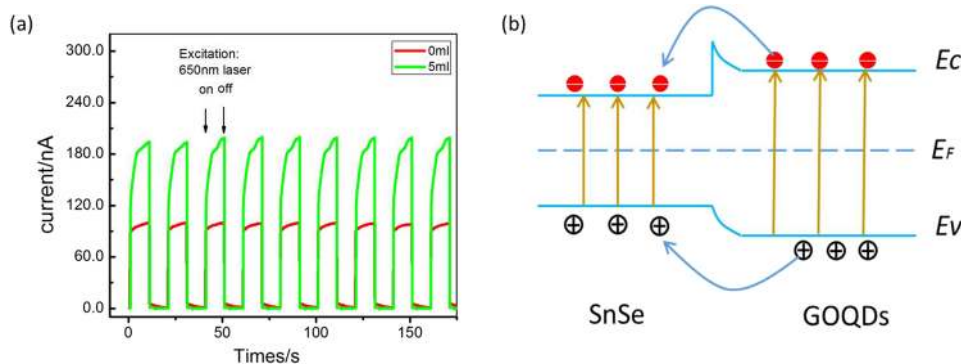 (a)
300.0
240.0
180.0
120.0
60.0
0.0
current/nA
0
50
100
150
Times/s
Excitation:
650nm laser
on off
0ml
5ml
(b)
Ec
EF
Ev
SnSe
GOQDs